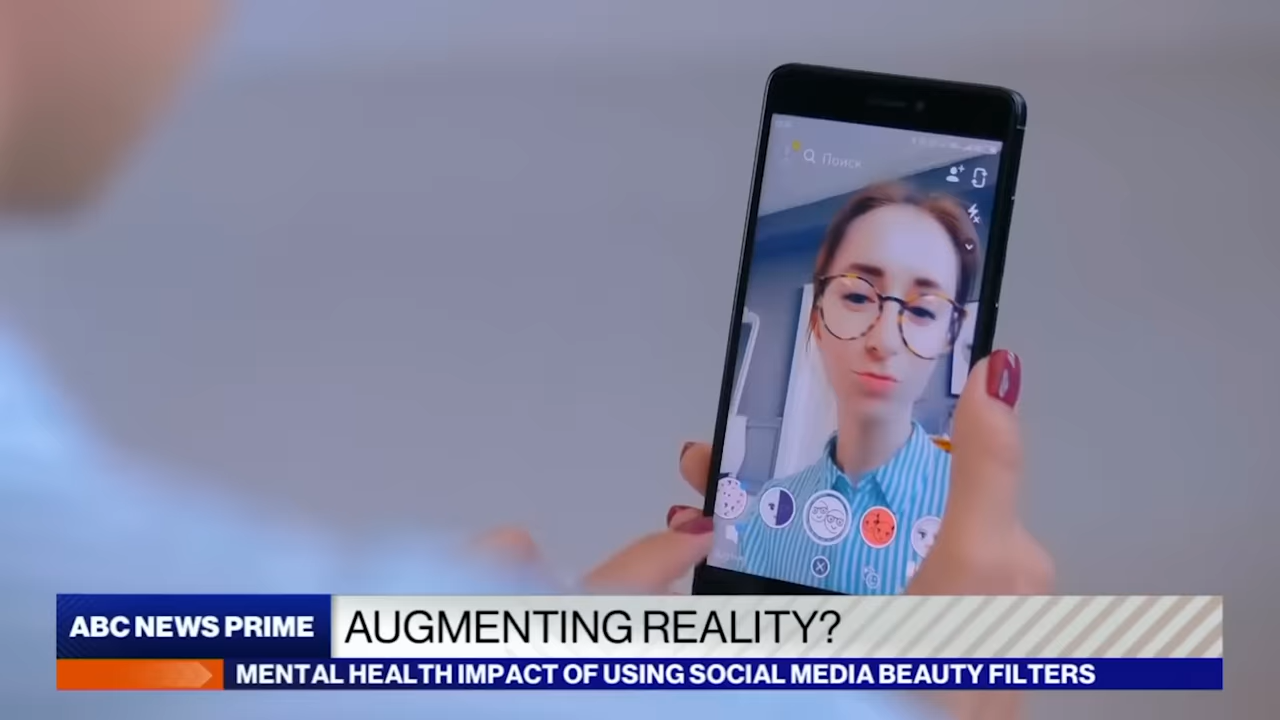 Поиск
ABC NEWS PRIME
AUGMENTING REALITY?
MENTAL HEALTH IMPACT OF USING SOCIAL MEDIA BEAUTY FILTERS